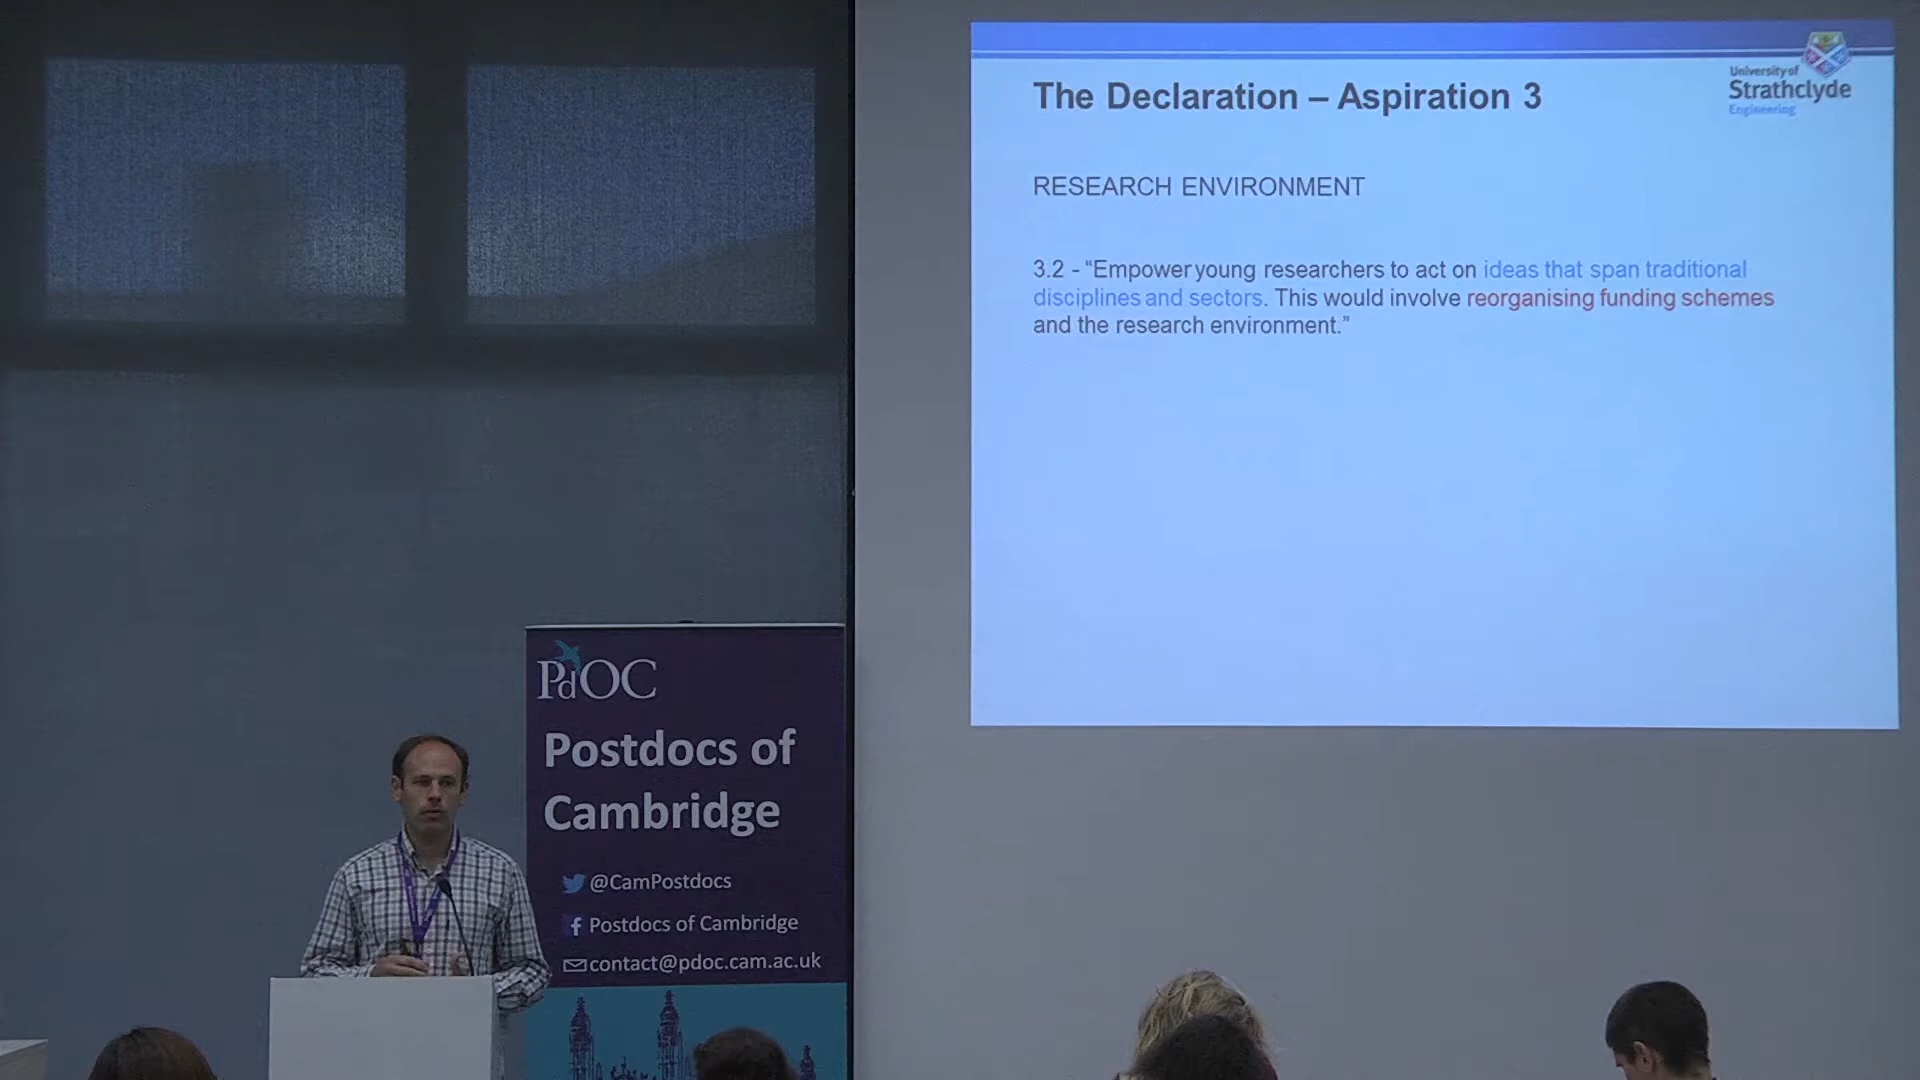 University of
Strathclyde
Engineering
The Declaration – Aspiration 3
RESEARCH ENVIRONMENT
3.2 - “Empower young researchers to act on ideas that span traditional
disciplines and sectors. This would involve reorganising funding schemes
and the research environment.”
PdOC
Postdocs of
Cambridge
@CamPostdocs
f Postdocs of Cambridge
contact@pdoc.cam.ac.uk